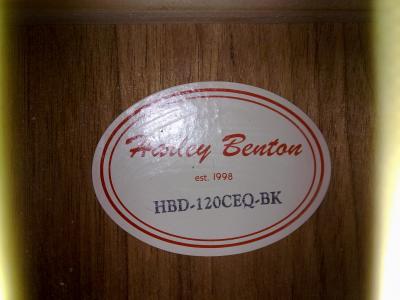 Harley Benton
est. 1998
HBD-120CEQ-BK